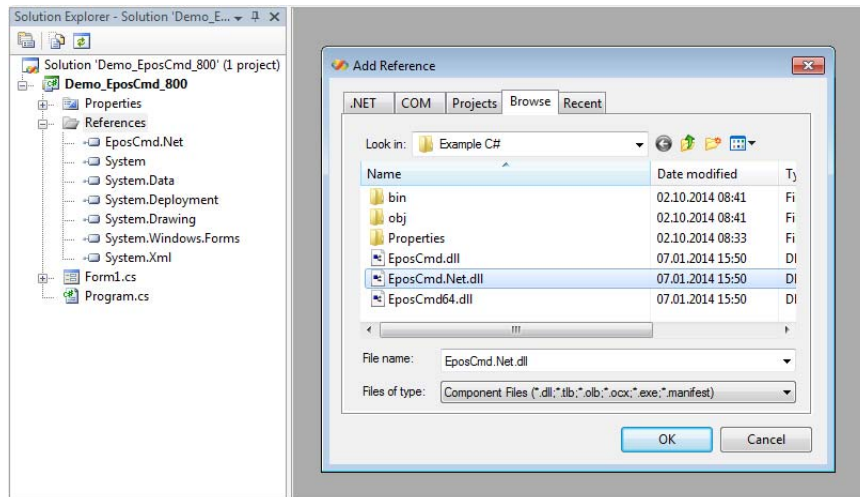 Solution Explorer - Solution 'Demo_E...
Solution 'Demo_EposCmd_800' (1 project)
Demo_EposCmd_800
Properties
References
EposCmd.Net
System
System.Data
System.Deployment
System.Drawing
System.Windows.Forms
System.Xml
Form1.cs
Program.cs
Add Reference
.NET COM Projects Browse Recent
Look in: Example C#
Name Date modified Ty
bin 02.10.2014 08:41 Fi
obj 02.10.2014 08:41 Fi
Properties 02.10.2014 08:33 Fi
EposCmd.dll 07.01.2014 15:50 Dl
EposCmd.Net.dll 07.01.2014 15:50 Dl
EposCmd64.dll 07.01.2014 15:50 Dl
File name: EposCmd.Net.dll
Files of type: Component Files (*.dll;*.tlb;*.olb;*.ocx;*.exe;*.manifest)
OK Cancel